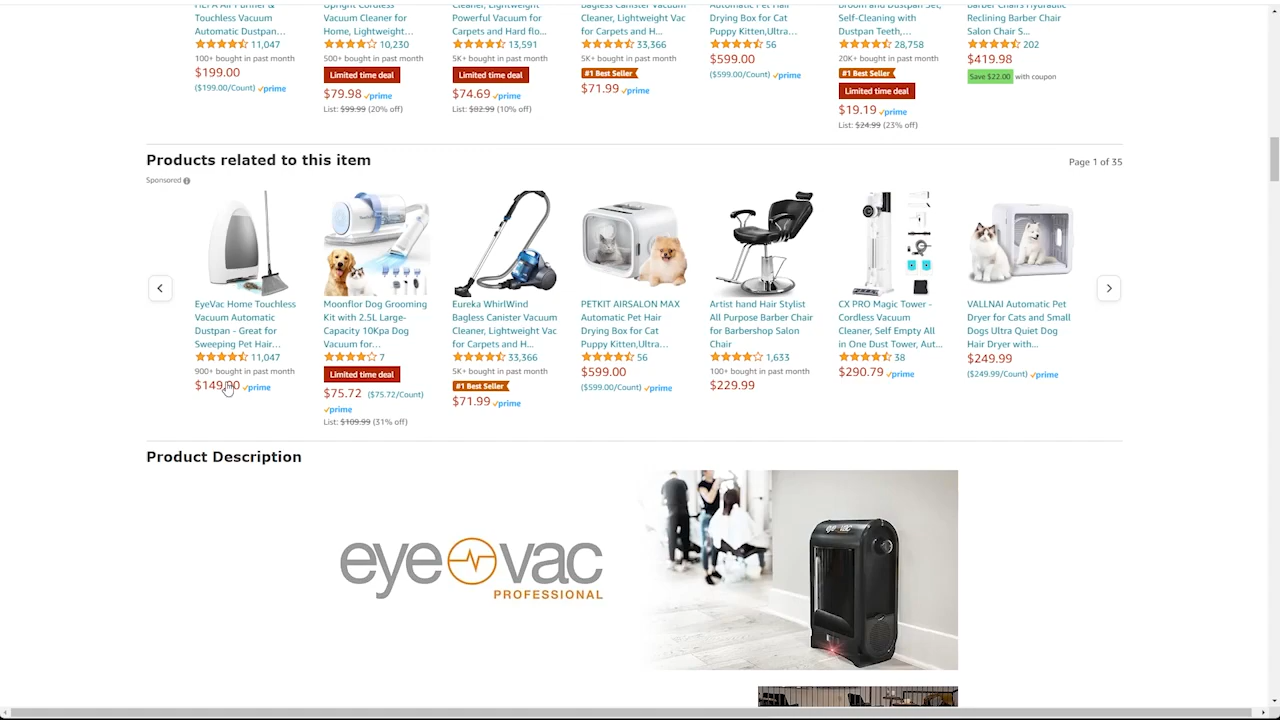 Touchless Vacuum
Automatic Dustpan...
11,047
100+ bought in past month
$199.00
($199.00/Count) prime
Upright Cordless
Vacuum Cleaner for
Home, Lightweight...
10,230
500+ bought in past month
Limited time deal
$79.98 prime
List: $99.99 (20% off)
Cleaner, Lightweight
Powerful Vacuum for
Carpets and Hard flo...
13,591
5K+ bought in past month
Limited time deal
$74.69 prime
List: $82.99 (10% off)
Bagless Canister Vacuum
Cleaner, Lightweight Vac
for Carpets and H...
33,366
5K+ bought in past month
#1 Best Seller
$71.99 prime
Automatic Pet Hair
Drying Box for Cat
Puppy Kitten,Ultra...
56
$599.00
($599.00/Count) prime
Broom and Dustpan Set,
Self-Cleaning with
Dustpan Teeth,...
28,758
20K+ bought in past month
#1 Best Seller
Limited time deal
$19.19 prime
List: $24.99 (23% off)
Barber Chairs Hydraulic
Reclining Barber Chair
Salon Chair S...
202
$419.98
Save $22.00 with coupon
Products related to this item
Page 1 of 35
Sponsored
EyeVac Home Touchless
Vacuum Automatic
Dustpan - Great for
Sweeping Pet Hair...
11,047
900+ bought in past month
$149.00 prime
Moonflor Dog Grooming
Kit with 2.5L Large-
Capacity 10Kpa Dog
Vacuum for...
7
Limited time deal
$75.72 ($75.72/Count)
prime
List: $109.99 (31% off)
Eureka WhirlWind
Bagless Canister Vacuum
Cleaner, Lightweight Vac
for Carpets and H...
33,366
5K+ bought in past month
#1 Best Seller
$71.99 prime
PETKIT AIRSALON MAX
Automatic Pet Hair
Drying Box for Cat
Puppy Kitten,Ultra...
56
$599.00
($599.00/Count) prime
Artist hand Hair Stylist
All Purpose Barber Chair
for Barbershop Salon
Chair
1,633
100+ bought in past month
$229.99
CX PRO Magic Tower -
Cordless Vacuum
Cleaner, Self Empty All
in One Dust Tower, Aut...
38
$290.79 prime
VALLNAI Automatic Pet
Dryer for Cats and Small
Dogs Ultra Quiet Dog
Hair Dryer with...
$249.99
($249.99/Count) prime
Product Description
eyevac
PROFESSIONAL
eyevac